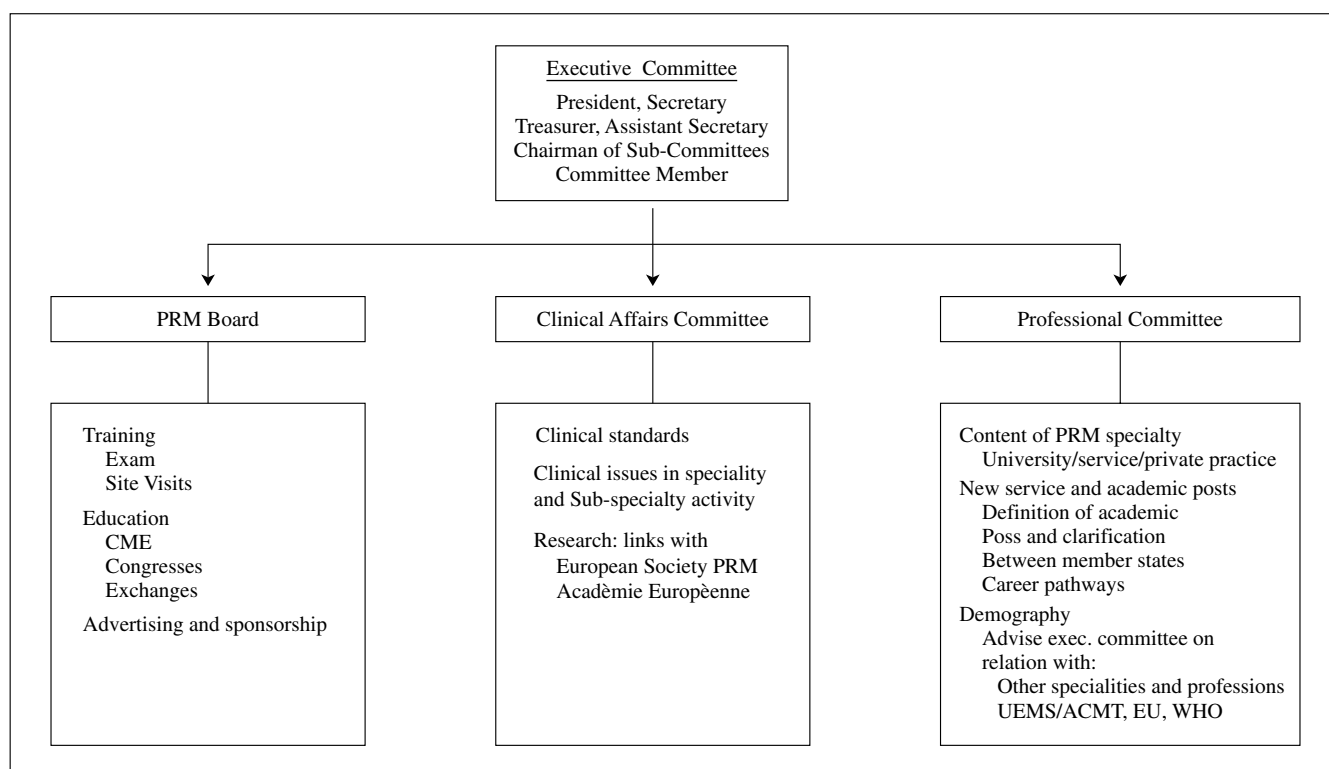 Executive Committee
President, Secretary
Treasurer, Assistant Secretary
Chairman of Sub-Committees
Committee Member
PRM Board
Clinical Affairs Committee
Professional Committee
Training
Exam
Site Visits
Education
CME
Congresses
Exchanges
Advertising and sponsorship
Clinical standards
Clinical issues in speciality
and Sub-specialty activity
Research: links with
European Society PRM
Acadèmie Europèenne
Content of PRM specialty
University/service/private practice
New service and academic posts
Definition of academic
Poss and clarification
Between member states
Career pathways
Demography
Advise exec. committee on
relation with:
Other specialities and professions
UEMS/ACMT, EU, WHO